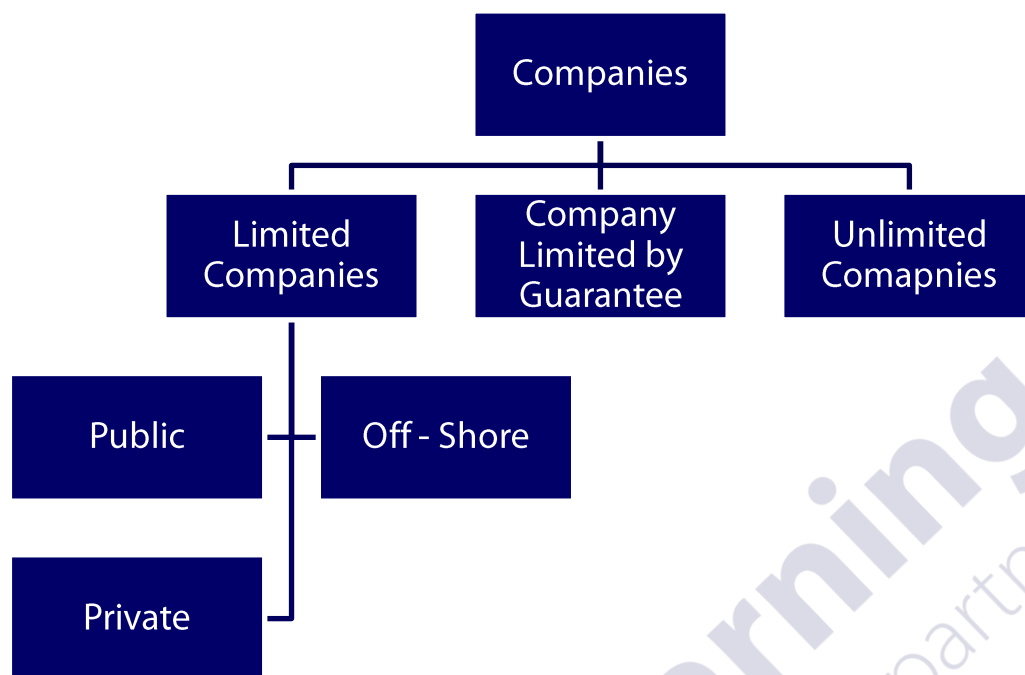 Companies
Limited
Companies
Company
Limited by
Guarantee
Unlimited
Comapnies
Public
Off - Shore
Private